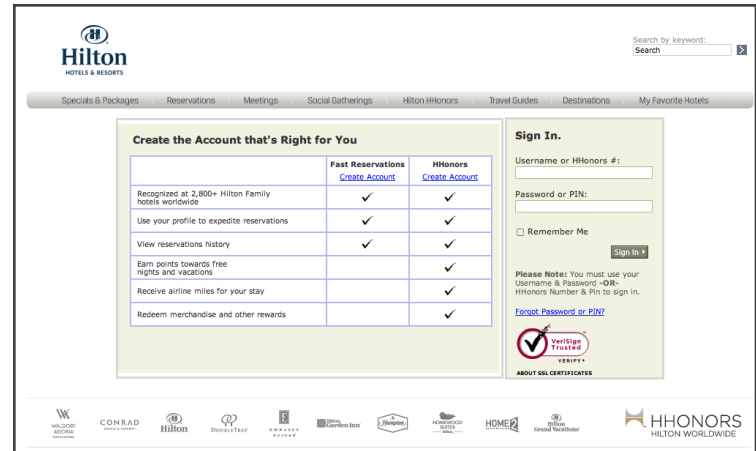 Hilton
HOTELS & RESORTS
Search by keyword:
Search
Specials & Packages
Reservations
Meetings
Social Gatherings
Hilton HHonors
Travel Guides
Destinations
My Favorite Hotels
Create the Account that's Right for You
Fast Reservations
Create Account
HHonors
Create Account
Recognized at 2,800+ Hilton Family
hotels worldwide
Use your profile to expedite reservations
View reservations history
Earn points towards free
nights and vacations
Receive airline miles for your stay
Redeem merchandise and other rewards
Sign In.
Username or HHonors #:
Password or PIN:
Remember Me
Sign In
Please Note: You must use your
Username & Password -OR-
HHonors Number & Pin to sign in.
Forgot Password or PIN?
VeriSign
Trusted
VERIFY
ABOUT SSL CERTIFICATES
WALDORF
ASTORIA
CONRAD
Hilton
DOUBLETREE
EMBASSY
SUITES
Hilton
Garden Inn
Hampton
HOMEWOOD
SUITES
HOME2
Hilton
Grand Vacations
HHONORS
HILTON WORLDWIDE